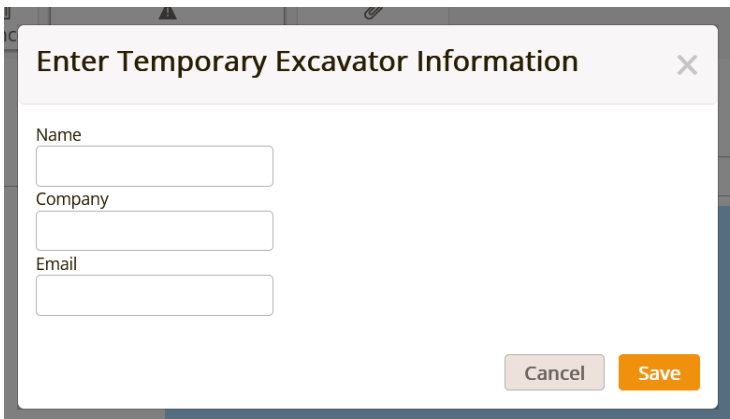 Enter Temporary Excavator Information
Name
Company
Email
Cancel
Save